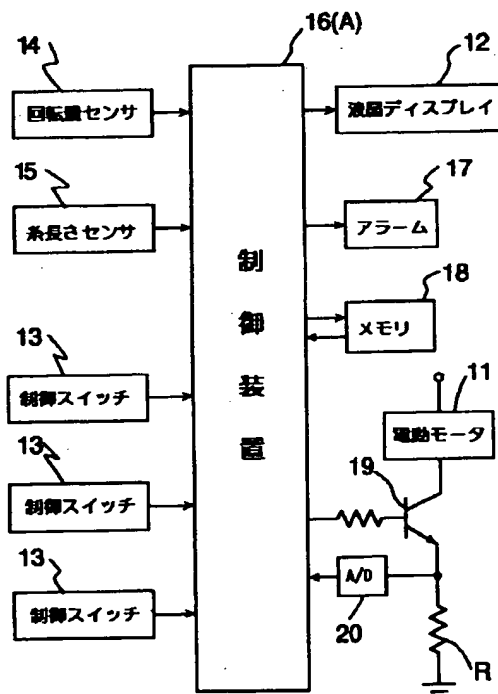 16(A)
14
回転量センサ
12
液晶ディスプレイ
15
糸長さセンサ
17
アラーム
制御装置
18
メモリ
13
制御スイッチ
11
電動モータ
13
制御スイッチ
19
13
制御スイッチ
A/D
20
R